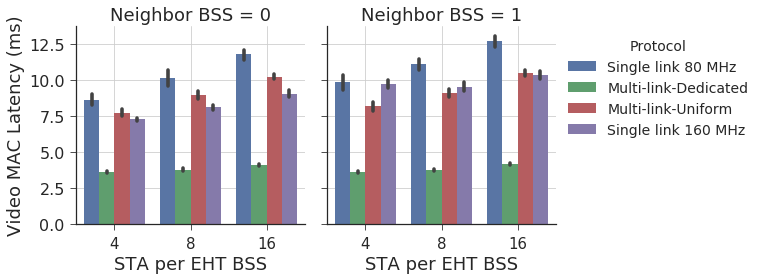 Neighbor BSS = 0
Neighbor BSS = 1
Video MAC Latency (ms)
12.5
10.0
7.5
5.0
2.5
0.0
4
8
16
4
8
16
STA per EHT BSS
STA per EHT BSS
Protocol
Single link 80 MHz
Multi-link-Dedicated
Multi-link-Uniform
Single link 160 MHz